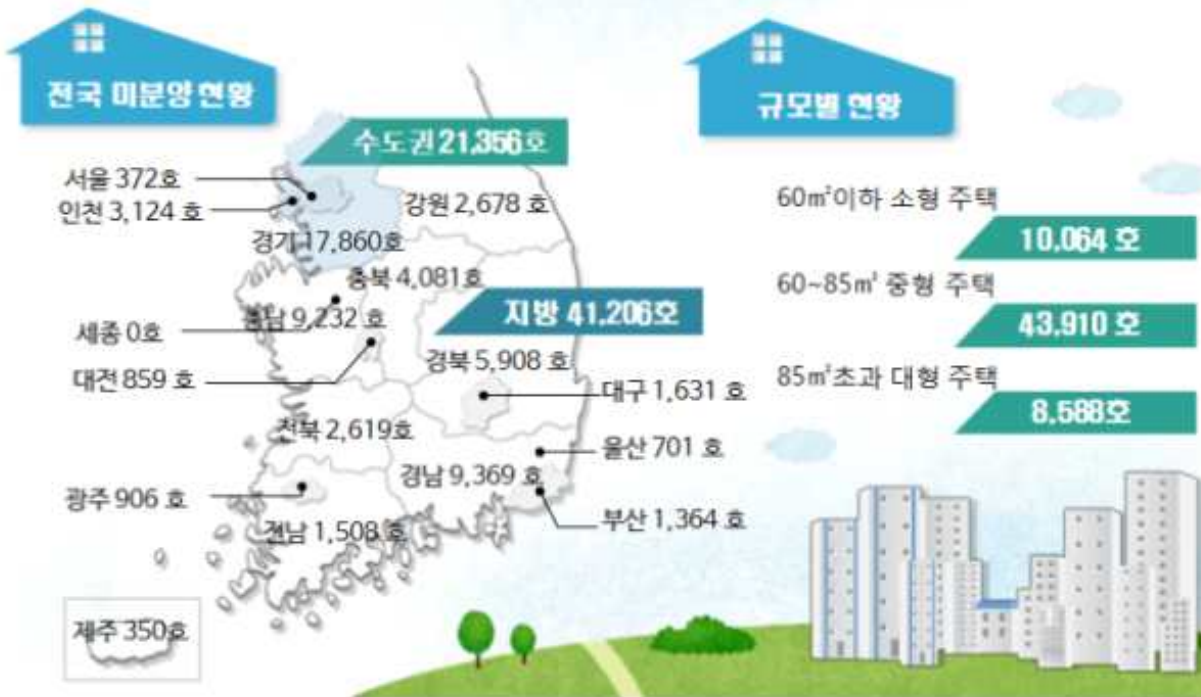 전국 미분양 현황
수도권 21,356호
서울 372호
인천 3,124 호
강원 2,678 호
경기 17,860호
충북 4,081호
충남 9,232 호
세종 0호
지방 41,206호
대전 859 호
경북 5,908 호
대구 1,631 호
전북 2,619호
울산 701 호
경남 9,369 호
광주 906 호
부산 1,364 호
전남 1,508호
제주 350호
규모별 현황
60㎡이하 소형 주택
10,064 호
60~85㎡ 중형 주택
43,910 호
85㎡초과 대형 주택
8,588호